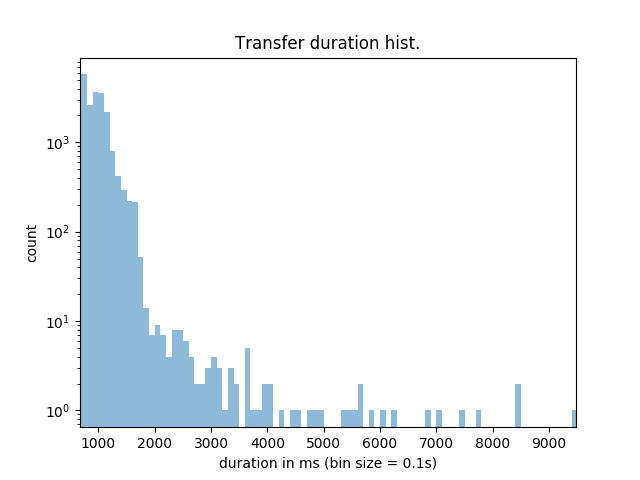 Transfer duration hist.
count
10³
10²
10¹
10⁰
1000 2000 3000 4000 5000 6000 7000 8000 9000
duration in ms (bin size = 0.1s)